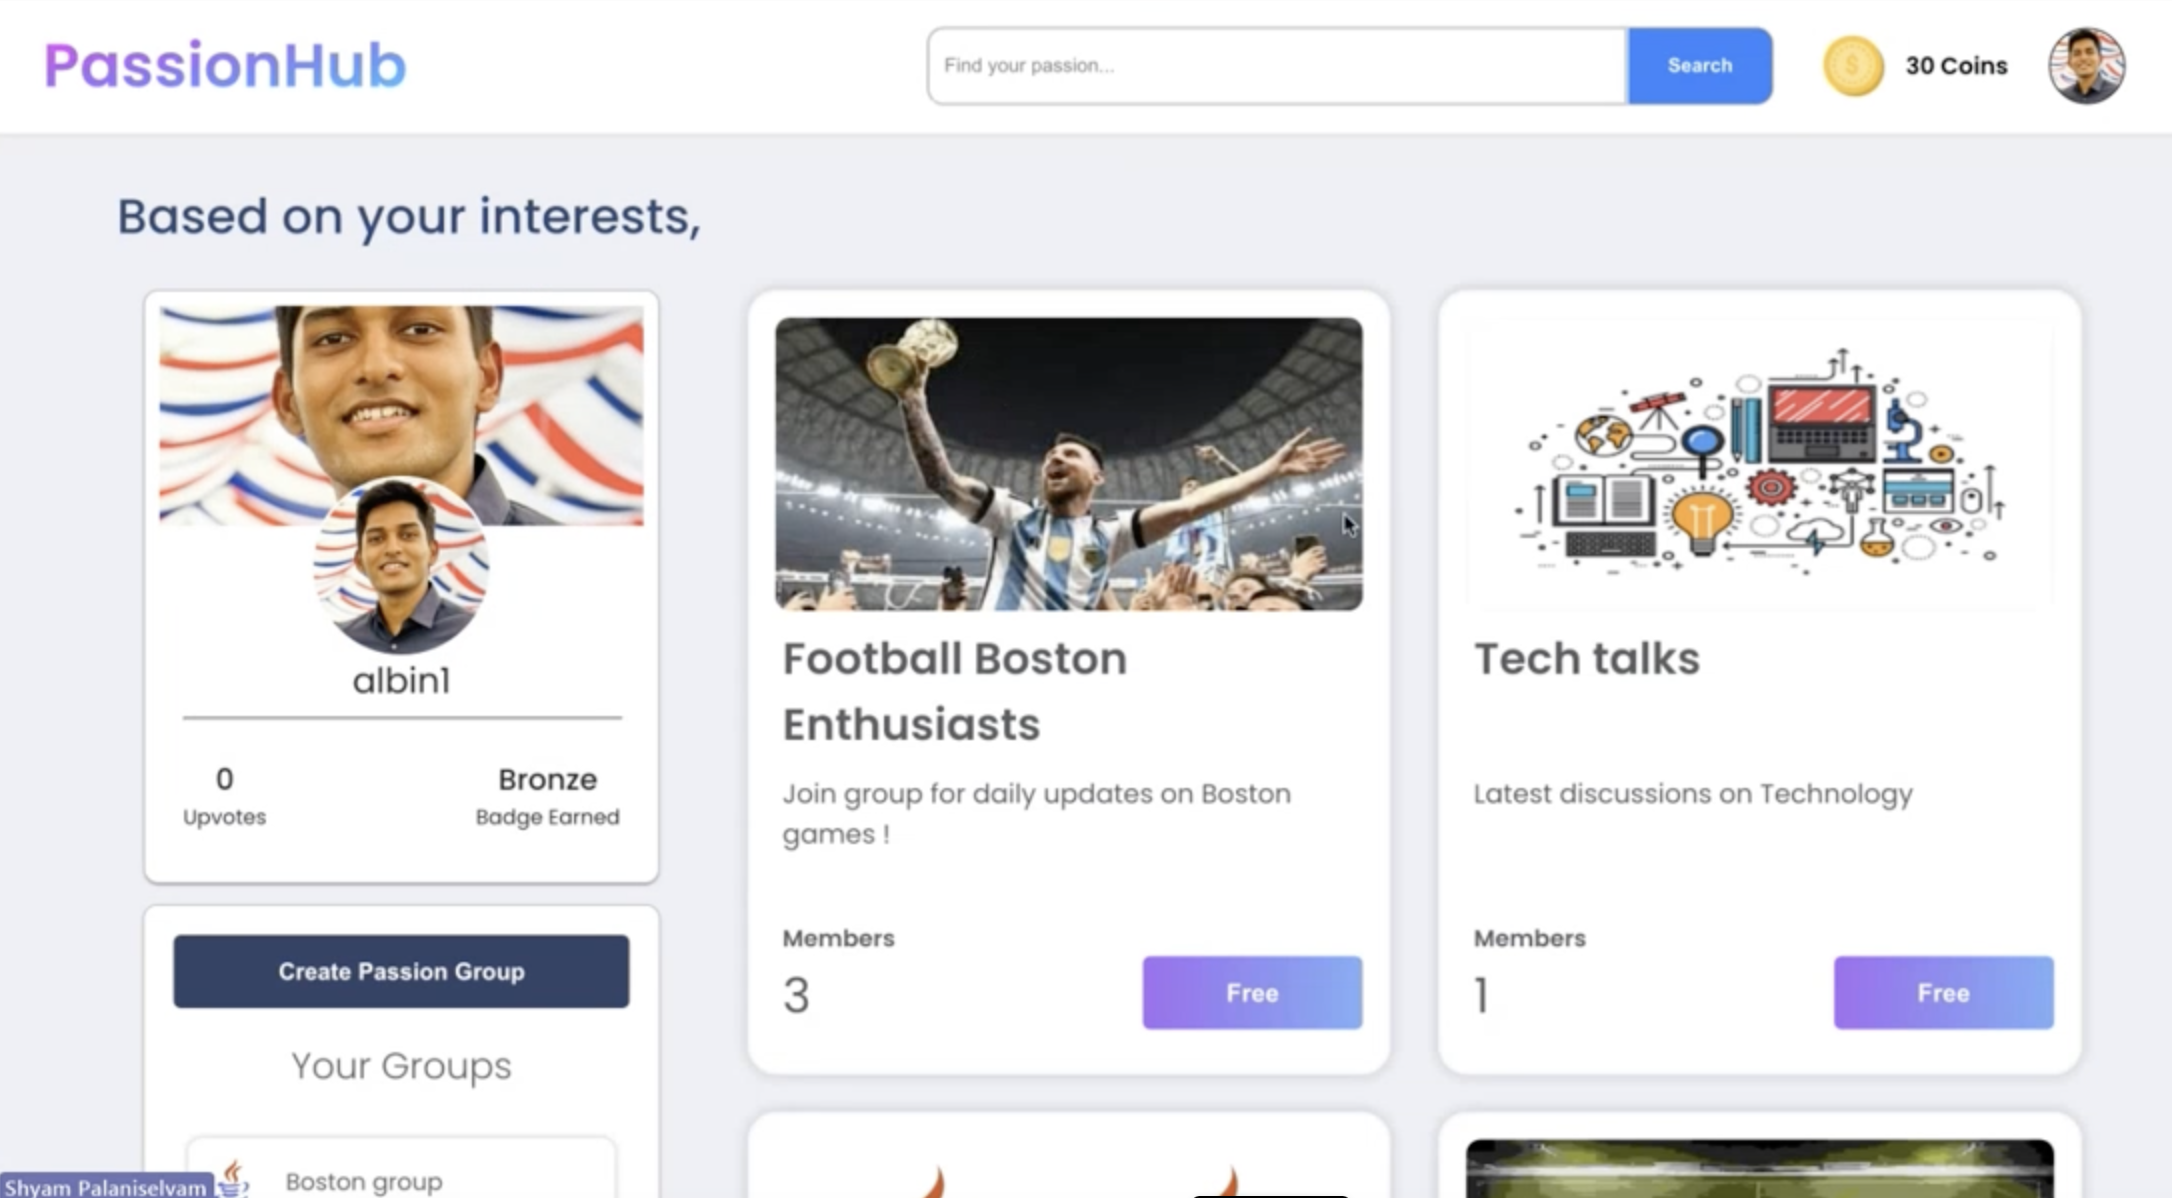 PassionHub
Find your passion...
Search
30 Coins
Based on your interests,
albin1
0
Upvotes
Bronze
Badge Earned
Create Passion Group
Your Groups
Boston group
Football Boston
Enthusiasts
Join group for daily updates on Boston
games !
Members
3
Free
Tech talks
Latest discussions on Technology
Members
1
Free
Shyam Palaniselvam